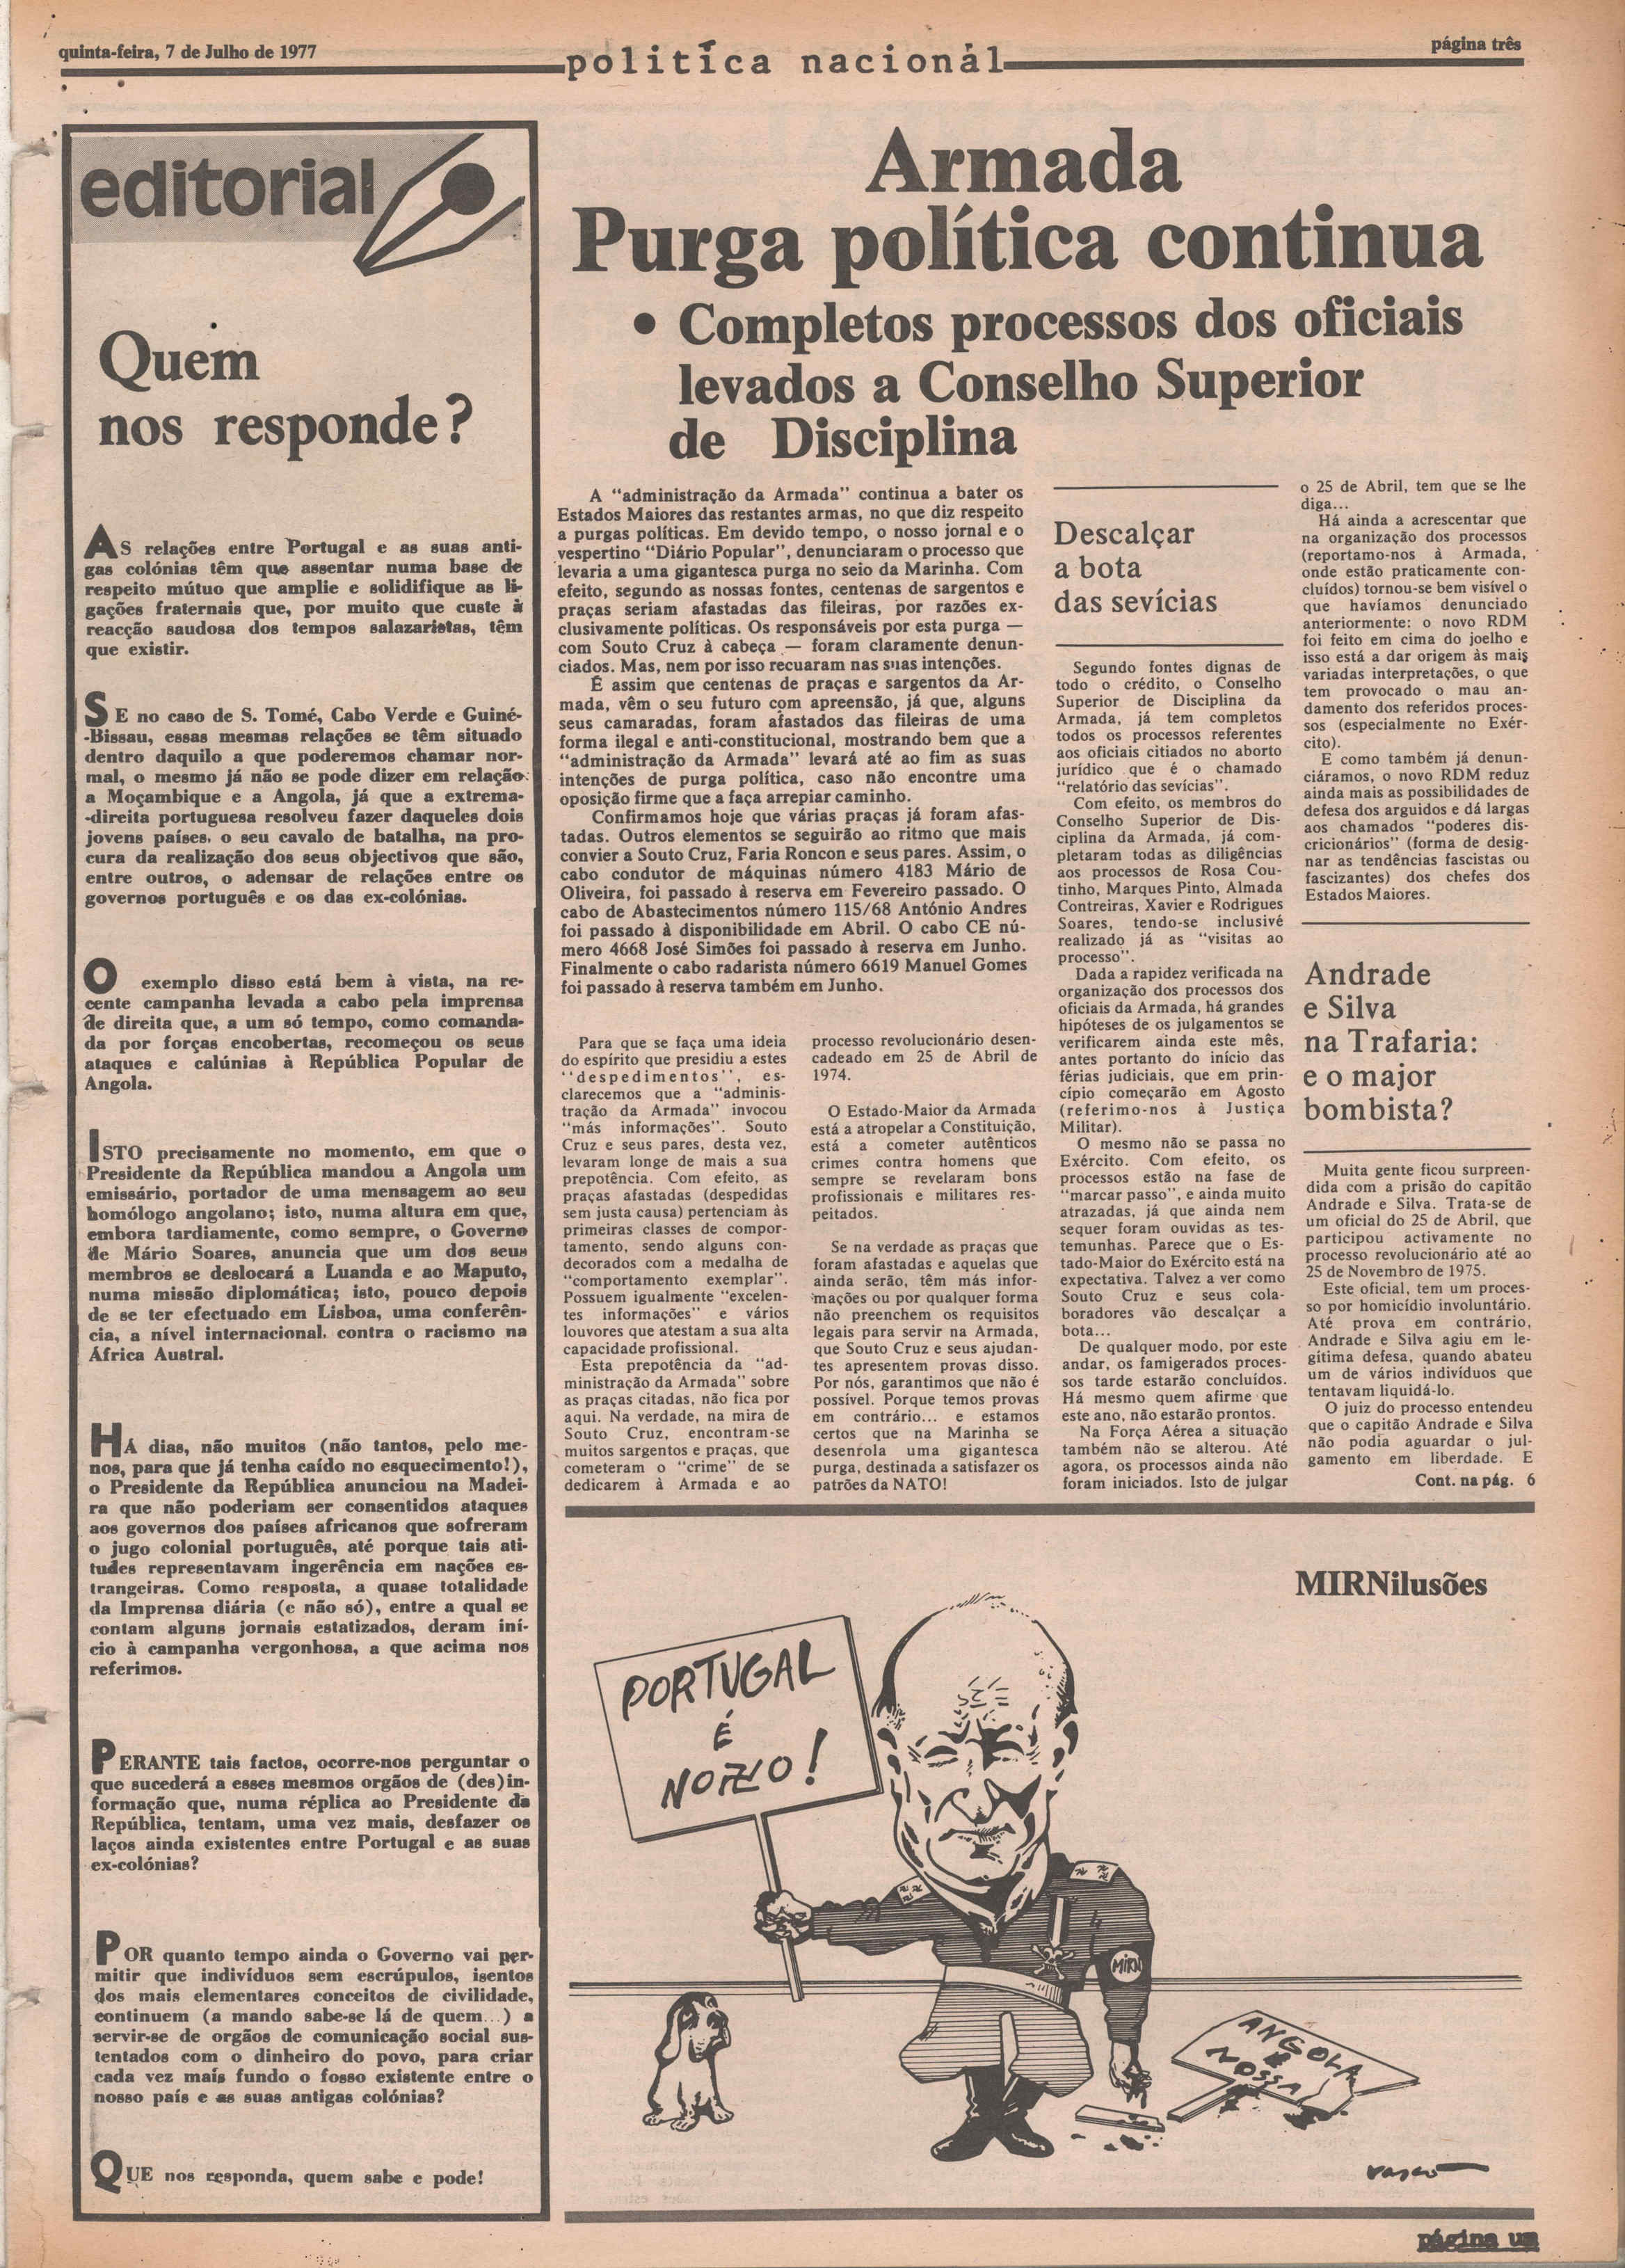 quinta-feira, 7 de Julho de 1977
política nacional
página três
editorial
Quem
nos responde?
AS relações entre Portugal e as suas anti-
gas colónias têm que assentar numa base de
respeito mútuo que amplie e solidifique as li-
gações fraternais que, por muito que custe à
reacção saudosa dos tempos salazaristas, têm
que existir.
SE no caso de S. Tomé, Cabo Verde e Guiné-
-Bissau, essas mesmas relações se têm situado
dentro daquilo a que poderemos chamar nor-
mal, o mesmo já não se pode dizer em relação
a Moçambique e a Angola, já que a extrema-
-direita portuguesa resolveu fazer daqueles dois
jovens países, o seu cavalo de batalha, na pro-
cura da realização dos seus objectivos que são,
entre outros, o adensar de relações entre os
governos português e os das ex-colónias.
O exemplo disso está bem à vista, na re-
cente campanha levada a cabo pela imprensa
de direita que, a um só tempo, como comanda-
da por forças encobertas, recomeçou os seus
ataques e calúnias à República Popular de
Angola.
ISTO precisamente no momento, em que o
Presidente da República mandou a Angola um
emissário, portador de uma mensagem ao seu
homólogo angolano; isto, numa altura em que,
embora tardiamente, como sempre, o Governo
de Mário Soares, anuncia que um dos seus
membros se deslocará a Luanda e ao Maputo,
numa missão diplomática; isto, pouco depois
de se ter efectuado em Lisboa, uma conferên-
cia, a nível internacional, contra o racismo na
África Austral.
HÁ dias, não muitos (não tantos, pelo me-
nos, para que já tenha caído no esquecimento!),
o Presidente da República anunciou na Madei-
ra que não poderiam ser consentidos ataques
aos governos dos países africanos que sofreram
o jugo colonial português, até porque tais ati-
tudes representavam ingerência em nações es-
trangeiras. Como resposta, a quase totalidade
da Imprensa diária (e não só), entre a qual se
contam alguns jornais estatizados, deram iní-
cio à campanha vergonhosa, a que acima nos
referimos.
PERANTE tais factos, ocorre-nos perguntar o
que sucederá a esses mesmos orgãos de (des)in-
formação que, numa réplica ao Presidente da
República, tentam, uma vez mais, desfazer os
laços ainda existentes entre Portugal e as suas
ex-colónias?
POR quanto tempo ainda o Governo vai per-
mitir que indivíduos sem escrúpulos, isentos
dos mais elementares conceitos de civilidade,
continuem (a mando sabe-se lá de quem...) a
servir-se de orgãos de comunicação social sus-
tentados com o dinheiro do povo, para criar
cada vez mais fundo o fosso existente entre o
nosso país e as suas antigas colónias?
QUE nos responda, quem sabe e pode!
Armada
Purga política continua
• Completos processos dos oficiais
levados a Conselho Superior
de Disciplina
A "administração da Armada" continua a bater os
Estados Maiores das restantes armas, no que diz respeito
a purgas políticas. Em devido tempo, o nosso jornal e o
vespertino "Diário Popular", denunciaram o processo que
levaria a uma gigantesca purga no seio da Marinha. Com
efeito, segundo as nossas fontes, centenas de sargentos e
praças seriam afastadas das fileiras, por razões ex-
clusivamente políticas. Os responsáveis por esta purga —
com Souto Cruz à cabeça — foram claramente denun-
ciados. Mas, nem por isso recuaram nas suas intenções.
É assim que centenas de praças e sargentos da Ar-
mada, vêm o seu futuro com apreensão, já que, alguns
seus camaradas, foram afastados das fileiras de uma
forma ilegal e anti-constitucional, mostrando bem que a
"administração da Armada" levará até ao fim as suas
intenções de purga política, caso não encontre uma
oposição firme que a faça arrepiar caminho.
Confirmamos hoje que várias praças já foram afas-
tadas. Outros elementos se seguirão ao ritmo que mais
convier a Souto Cruz, Faria Roncon e seus pares. Assim, o
cabo condutor de máquinas número 4183 Mário de
Oliveira, foi passado à reserva em Fevereiro passado. O
cabo de Abastecimentos número 115/68 António Andres
foi passado à disponibilidade em Abril. O cabo CE nú-
mero 4668 José Simões foi passado à reserva em Junho.
Finalmente o cabo radarista número 6619 Manuel Gomes
foi passado à reserva também em Junho.
Para que se faça uma ideia
do espírito que presidiu a estes
"despedimentos", es-
clarecemos que a "adminis-
tração da Armada" invocou
"más informações". Souto
Cruz e seus pares, desta vez,
levaram longe de mais a sua
prepotência. Com efeito, as
praças afastadas (despedidas
sem justa causa) pertenciam às
primeiras classes de compor-
tamento, sendo alguns con-
decorados com a medalha de
"comportamento exemplar".
Possuem igualmente "excelen-
tes informações" e vários
louvores que atestam a sua alta
capacidade profissional.
Esta prepotência da "ad-
ministração da Armada" sobre
as praças citadas, não fica por
aqui. Na verdade, na mira de
Souto Cruz, encontram-se
muitos sargentos e praças, que
cometeram o "crime" de se
dedicarem à Armada e ao
processo revolucionário desen-
cadeado em 25 de Abril de
1974.
O Estado-Maior da Armada
está a atropelar a Constituição,
está a cometer autênticos
crimes contra homens que
sempre se revelaram bons
profissionais e militares res-
peitados.
Se na verdade as praças que
foram afastadas e aquelas que
ainda serão, têm más infor-
mações ou por qualquer forma
não preenchem os requisitos
legais para servir na Armada,
que Souto Cruz e seus ajudan-
tes apresentem provas disso.
Por nós, garantimos que não é
possível. Porque temos provas
em contrário... e estamos
certos que na Marinha se
desenrola uma gigantesca
purga, destinada a satisfazer os
patrões da NATO!
Descalçar
a bota
das sevícias
Segundo fontes dignas de
todo o crédito, o Conselho
Superior de Disciplina da
Armada, já tem completos
todos os processos referentes
aos oficiais citiados no aborto
jurídico que é o chamado
"relatório das sevícias".
Com efeito, os membros do
Conselho Superior de Dis-
ciplina da Armada, já com-
pletaram todas as diligências
aos processos de Rosa Cou-
tinho, Marques Pinto, Almada
Contreiras, Xavier e Rodrigues
Soares, tendo-se inclusivé
realizado já as "visitas ao
processo".
Dada a rapidez verificada na
organização dos processos dos
oficiais da Armada, há grandes
hipóteses de os julgamentos se
verificarem ainda este mês,
antes portanto do início das
férias judiciais, que em prin-
cípio começarão em Agosto
(referimo-nos à Justiça
Militar).
O mesmo não se passa no
Exército. Com efeito, os
processos estão na fase de
"marcar passo", e ainda muito
atrazadas, já que ainda nem
sequer foram ouvidas as tes-
temunhas. Parece que o Es-
tado-Maior do Exército está na
expectativa. Talvez a ver como
Souto Cruz e seus cola-
boradores vão descalçar a
bota...
De qualquer modo, por este
andar, os famigerados proces-
sos tarde estarão concluídos.
Há mesmo quem afirme que
este ano, não estarão prontos.
Na Força Aérea a situação
também não se alterou. Até
agora, os processos ainda não
foram iniciados. Isto de julgar
o 25 de Abril, tem que se lhe
diga...
Há ainda a acrescentar que
na organização dos processos
(reportamo-nos à Armada,
onde estão praticamente con-
cluídos) tornou-se bem visível o
que havíamos denunciado
anteriormente: o novo RDM
foi feito em cima do joelho e
isso está a dar origem às mais
variadas interpretações, o que
tem provocado o mau an-
damento dos referidos proces-
sos (especialmente no Exér-
cito).
E como também já denun-
ciáramos, o novo RDM reduz
ainda mais as possibilidades de
defesa dos arguidos e dá largas
aos chamados "poderes dis-
cricionários" (forma de desig-
nar as tendências fascistas ou
fascizantes) dos chefes dos
Estados Maiores.
Andrade
e Silva
na Trafaria:
e o major
bombista?
Muita gente ficou surpreen-
dida com a prisão do capitão
Andrade e Silva. Trata-se de
um oficial do 25 de Abril, que
participou activamente no
processo revolucionário até ao
25 de Novembro de 1975.
Este oficial, tem um proces-
so por homicídio involuntário.
Até prova em contrário,
Andrade e Silva agiu em le-
gítima defesa, quando abateu
um de vários indivíduos que
tentavam liquidá-lo.
O juiz do processo entendeu
que o capitão Andrade e Silva
não podia aguardar o jul-
gamento em liberdade. E
Cont. na pág. 6
MIRNilusões
PORTUGAL
É
NOZZO!
MIRN
ANGOLA
É
NOSSA
Vasco
página um